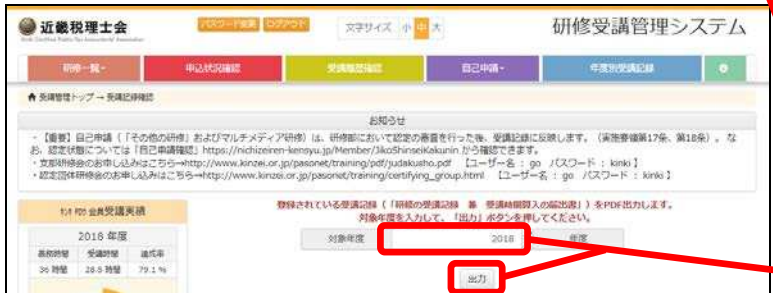 近畿税理士会
パスワード変更 ログアウト
文字サイズ 小 中 大
研修受講管理システム
研修一覧
申込状況確認
受講履歴確認
自己申請
年度別受講記録
受講管理トップ → 受講記録確認
お知らせ
・【重要】自己申請（「その他の研修」およびマルチメディア研修）は、研修部において認定の審査を行った後、受講記録に反映します。（実施要領第17条、第18条）。 な
お、認定状態については「自己申請確認」https://nichizeiren-kensyu.jp/Member/JikoShinseiKakunin から確認できます。
・支部研修会のお申し込みはこちら→http://www.kinzei.or.jp/pasonet/training/pdf/judakusho.pdf 【ユーザー名：go パスワード：kinki】
・認定団体研修会のお申し込みはこちら→http://www.kinzei.or.jp/pasonet/training/certifying_group.html 【ユーザー名：go パスワード：kinki】
会員受講実績
登録されている受講記録（「研修の受講記録 兼 受講時間算入の届出書」）をPDF出力します。
対象年度を入力して、「出力」ボタンを押してください。
2018 年度
対象年度 2018 年度
義務時間 受講時間 達成率
36 時間 28.5 時間 79.1 %
出力